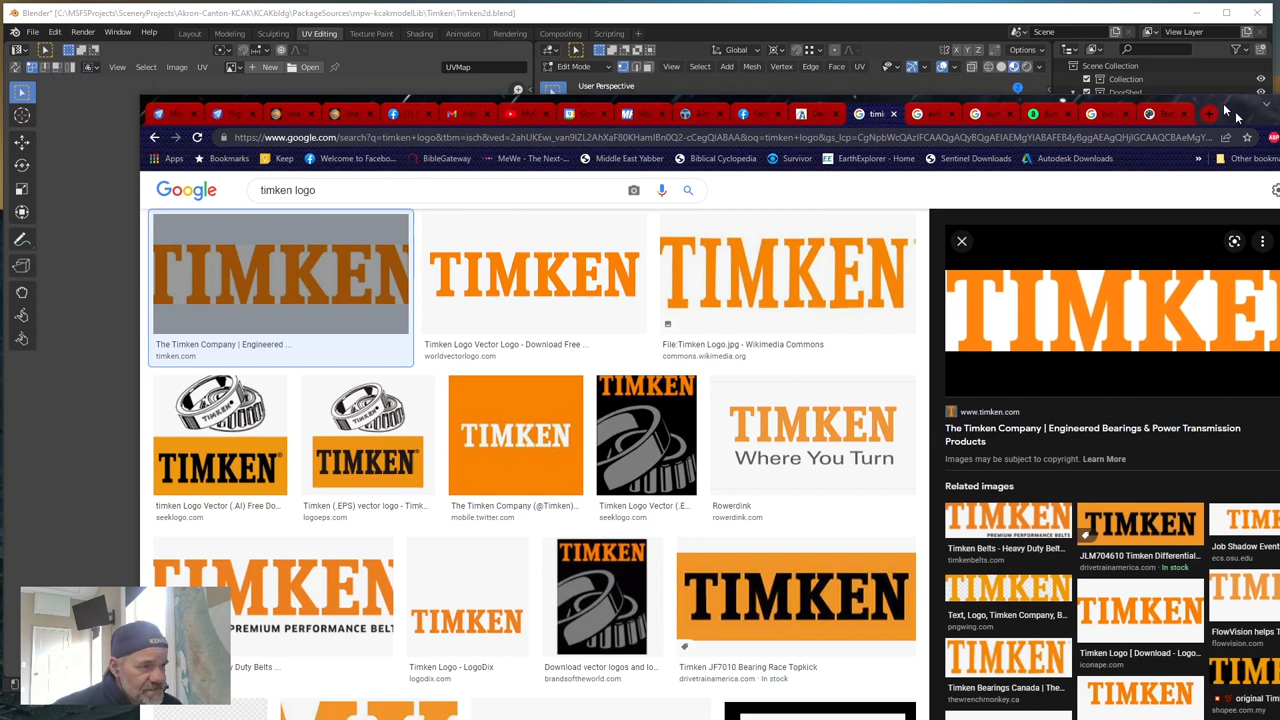 Blender* [C:\MSFSProjects\SceneryProjects\Akron-Canton-KCAK\KCAKbldg\PackageSources\mpw-kcakmodelLib\Timken\Timken2d.blend]
File Edit Render Window Help Layout Modeling Sculpting UV Editing Texture Paint Shading Animation Rendering Compositing Scripting + Scene View Layer
Global X Y Z Options
View Select Image UV New Open UVMap Edit Mode View Select Add Mesh Vertex Edge Face UV Scene Collection
User Perspective Collection
DoorShed
timk
https://www.google.com/search?q=timken+logo&tbm=isch&ved=
Apps Bookmarks Welcome to Facebo... BibleGateway MeWe - The Next-... Middle East Yabber Biblical Cyclopedia Survivor EarthExplorer - Home Sentinel Downloads Autodesk Downloads » Other bookma
Google timken logo
TIMKEN TIMKEN TIMKEN
The Timken Company | Engineered ...
timken.com
Timken Logo Vector Logo - Download Free ...
worldvectorlogo.com
File:Timken Logo.jpg - Wikimedia Commons
commons.wikimedia.org
TIMKEN
TIMKEN
TIMKEN
TIMKEN
TIMKEN
Where You Turn
timken Logo Vector (.AI) Free Do...
seeklogo.com
Timken (.EPS) vector logo - Timk...
logoeps.com
The Timken Company (@Timken)...
mobile.twitter.com
Timken Logo Vector (.E...
seeklogo.com
Rowerdink
rowerdink.com
TIMKEN
PREMIUM PERFORMANCE BELT
TIMKEN
TIMKEN
TIMKEN
y Duty Belts ...
Timken Logo - LogoDix
logodix.com
Download vector logos and lo...
brandsoftheworld.com
Timken JF7010 Bearing Race Topkick
drivetrainamerica.com · In stock
TIMKE
www.timken.com
The Timken Company | Engineered Bearings & Power Transmission
Products
Images may be subject to copyright. Learn More
Related images
TIMKEN
PREMIUM PERFORMANCE BELTS
Timken Belts - Heavy Duty Belt...
timkenbelts.com
TIMKEN
JLM704610 Timken Differential...
drivetrainamerica.com · In stock
TIM
Job Shadow Event
ecs.osu.edu
TIMKEN
Text, Logo, Timken Company, B...
pngwing.com
TIMKEN
Timken Logo | Download - Logo...
iconape.com
TIM
FlowVision helps T
flowvision.com
TIMKEN
Timken Bearings Canada | The...
thewrenchmonkey.ca
TIMKEN
TIM
original Tim
shopee.com.my